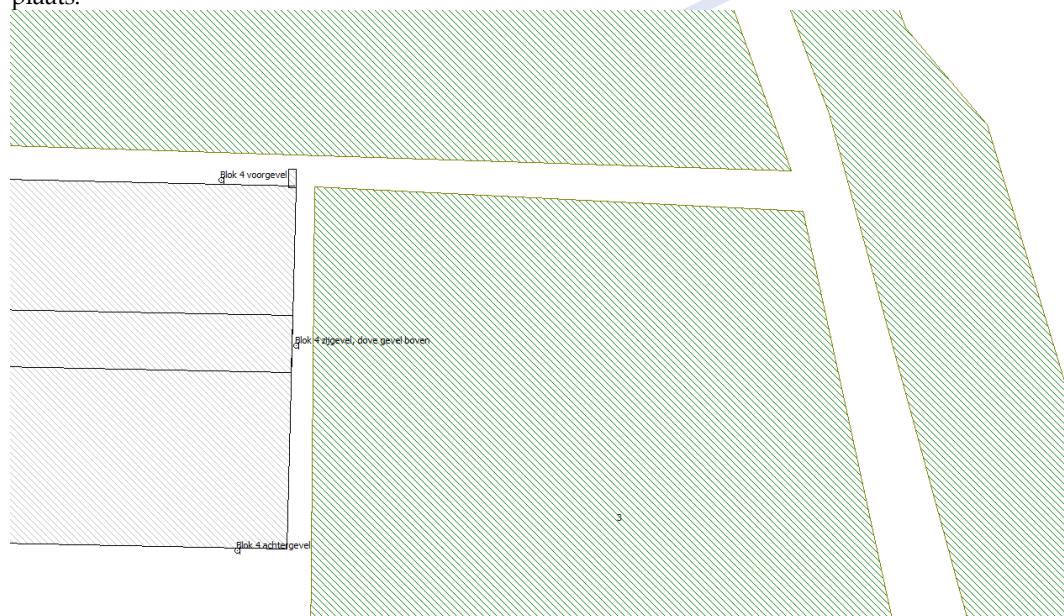 plaats.
Blok 4 voorgevel
Blok 4 zijgevel, dove gevel boven
3
Blok 4 achtergevel